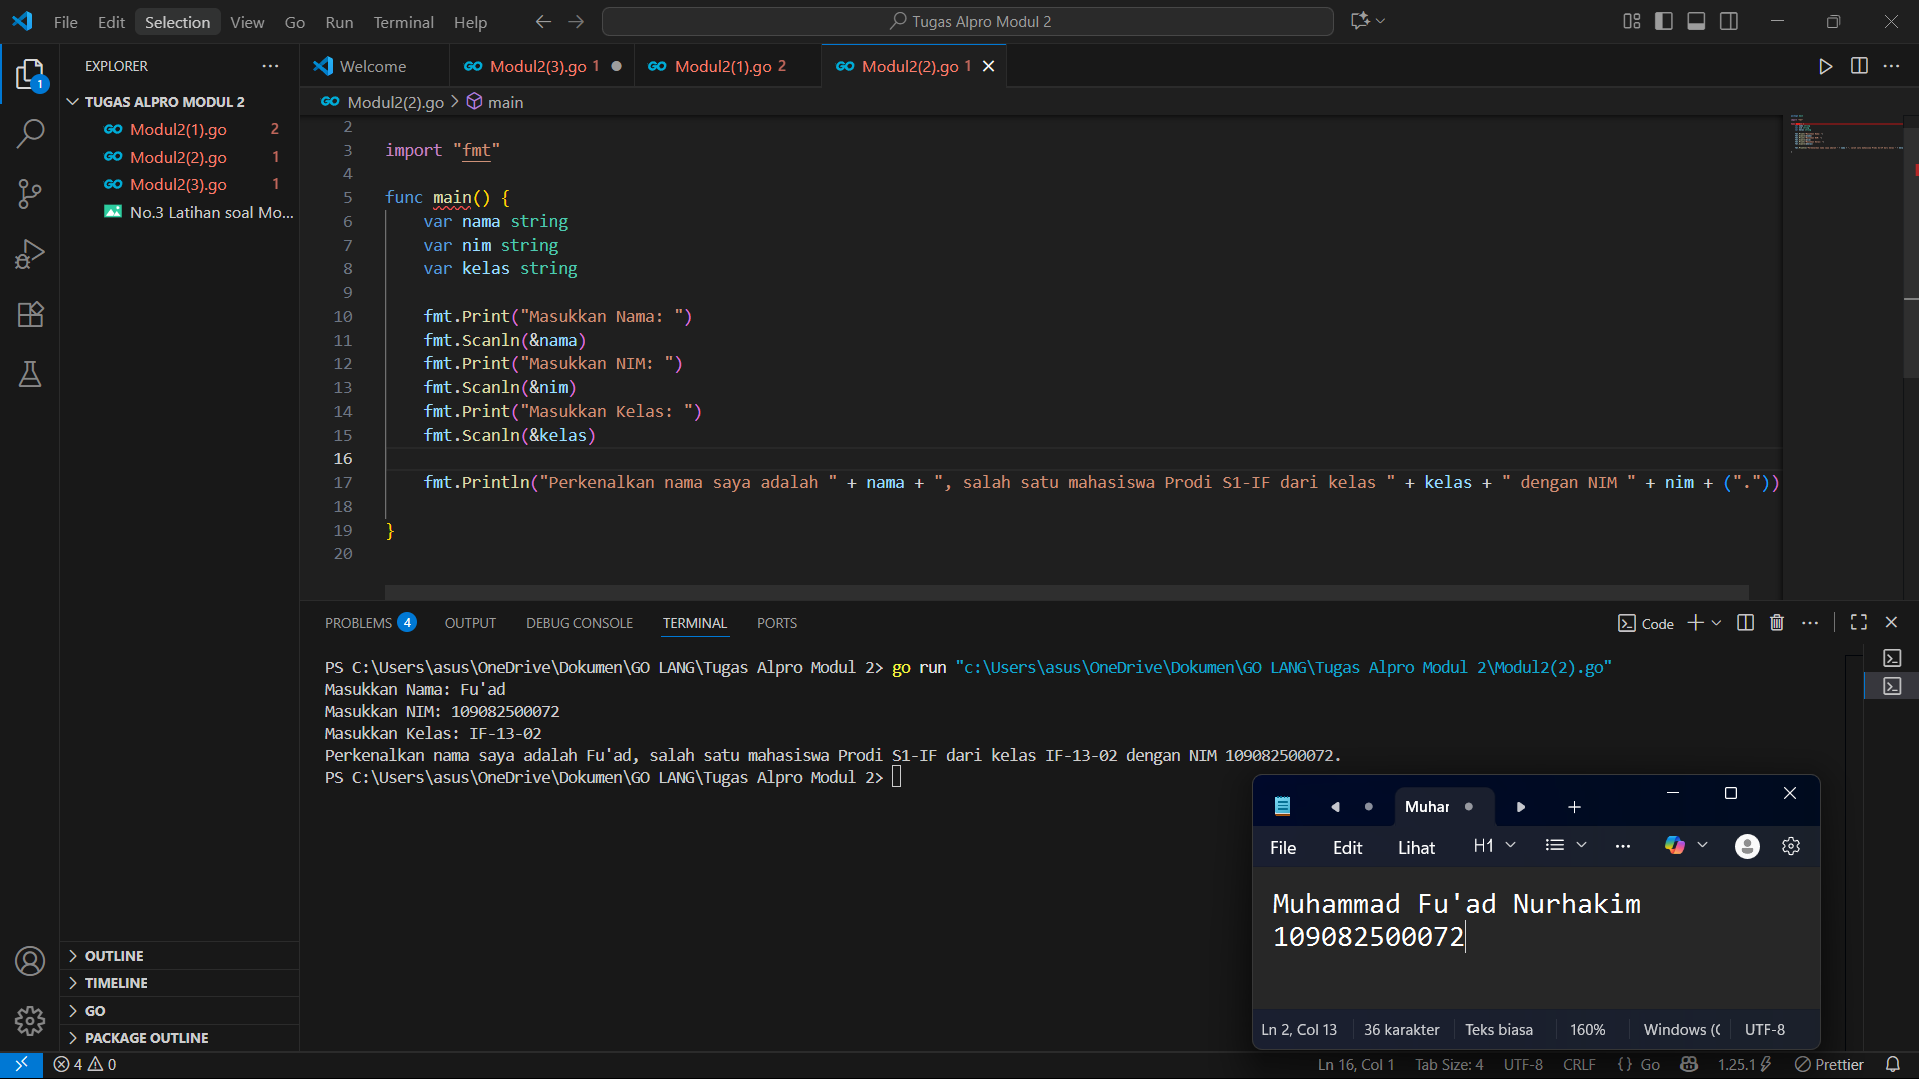 File Edit Selection View Go Run Terminal Help
Tugas Alpro Modul 2
EXPLORER
TUGAS ALPRO MODUL 2
Modul2(1).go 2
Modul2(2).go 1
Modul2(3).go 1
No.3 Latihan soal Mo...
OUTLINE
TIMELINE
GO
PACKAGE OUTLINE
Welcome
Modul2(3).go 1
Modul2(1).go 2
Modul2(2).go 1
Modul2(2).go > main
2
3 import "fmt"
4
5 func main() {
6 var nama string
7 var nim string
8 var kelas string
9
10 fmt.Print("Masukkan Nama: ")
11 fmt.Scanln(&nama)
12 fmt.Print("Masukkan NIM: ")
13 fmt.Scanln(&nim)
14 fmt.Print("Masukkan Kelas: ")
15 fmt.Scanln(&kelas)
16
17 fmt.Println("Perkenalkan nama saya adalah " + nama + ", salah satu mahasiswa Prodi S1-IF dari kelas " + kelas + " dengan NIM " + nim + ("."))
18
19 }
20
PROBLEMS 4 OUTPUT DEBUG CONSOLE TERMINAL PORTS
Code
PS C:\Users\asus\OneDrive\Dokumen\GO LANG\Tugas Alpro Modul 2> go run "c:\Users\asus\OneDrive\Dokumen\GO LANG\Tugas Alpro Modul 2\Modul2(2).go"
Masukkan Nama: Fu'ad
Masukkan NIM: 109082500072
Masukkan Kelas: IF-13-02
Perkenalkan nama saya adalah Fu'ad, salah satu mahasiswa Prodi S1-IF dari kelas IF-13-02 dengan NIM 109082500072.
PS C:\Users\asus\OneDrive\Dokumen\GO LANG\Tugas Alpro Modul 2>
Muhar
File Edit Lihat H1
Muhammad Fu'ad Nurhakim
109082500072
Ln 2, Col 13 36 karakter Teks biasa 160% Windows (C UTF-8
1
4 0
Ln 16, Col 1 Tab Size: 4 UTF-8 CRLF {} Go 1.25.1 Prettier